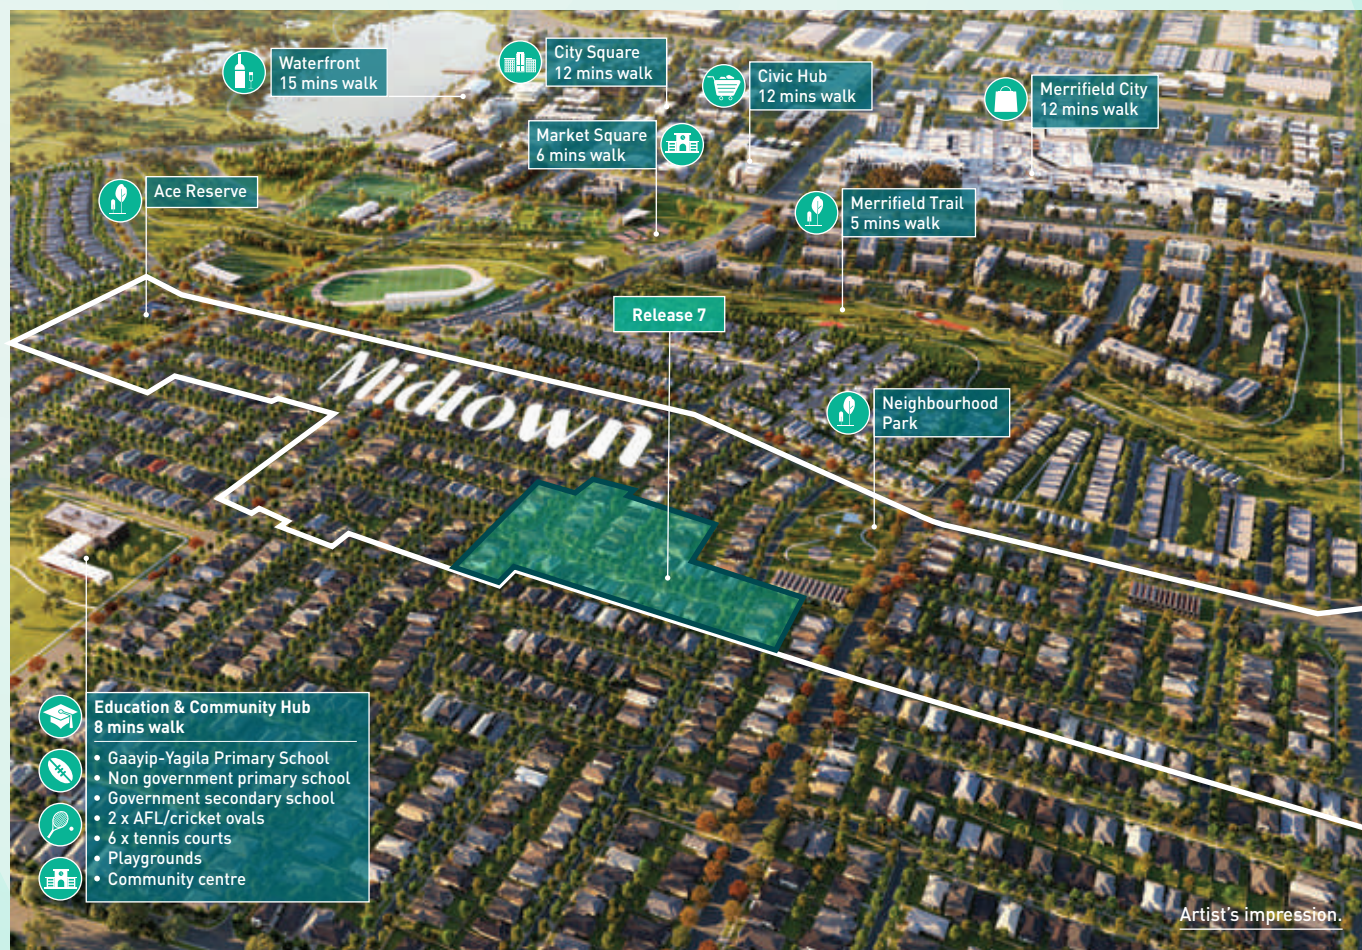 Waterfront
15 mins walk
City Square
12 mins walk
Civic Hub
12 mins walk
Merrifield City
12 mins walk
Market Square
6 mins walk
Ace Reserve
Merrifield Trail
5 mins walk
Release 7
Midtown
Neighbourhood
Park
Education & Community Hub
8 mins walk
• Gaayip-Yagila Primary School
• Non government primary school
• Government secondary school
• 2 x AFL/cricket ovals
• 6 x tennis courts
• Playgrounds
• Community centre
Artist's impression.